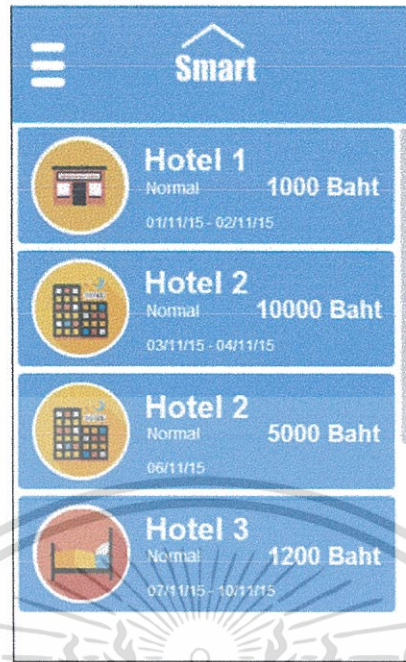 Smart
Hotel 1
Normal 1000 Baht
01/11/15 - 02/11/15
Hotel 2
Normal 10000 Baht
03/11/15 - 04/11/15
Hotel 2
Normal 5000 Baht
06/11/15
Hotel 3
Normal 1200 Baht
07/11/15 - 10/11/15